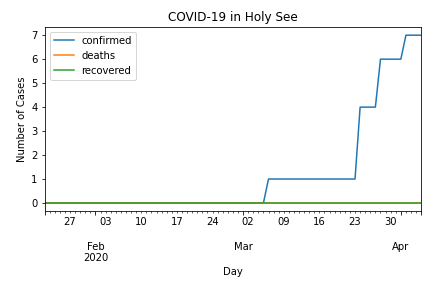 COVID-19 in Holy See
confirmed
deaths
recovered
Number of Cases
7
6
5
4
3
2
1
0
27 03 10 17 24 02 09 16 23 30
Feb Mar Apr
2020
Day